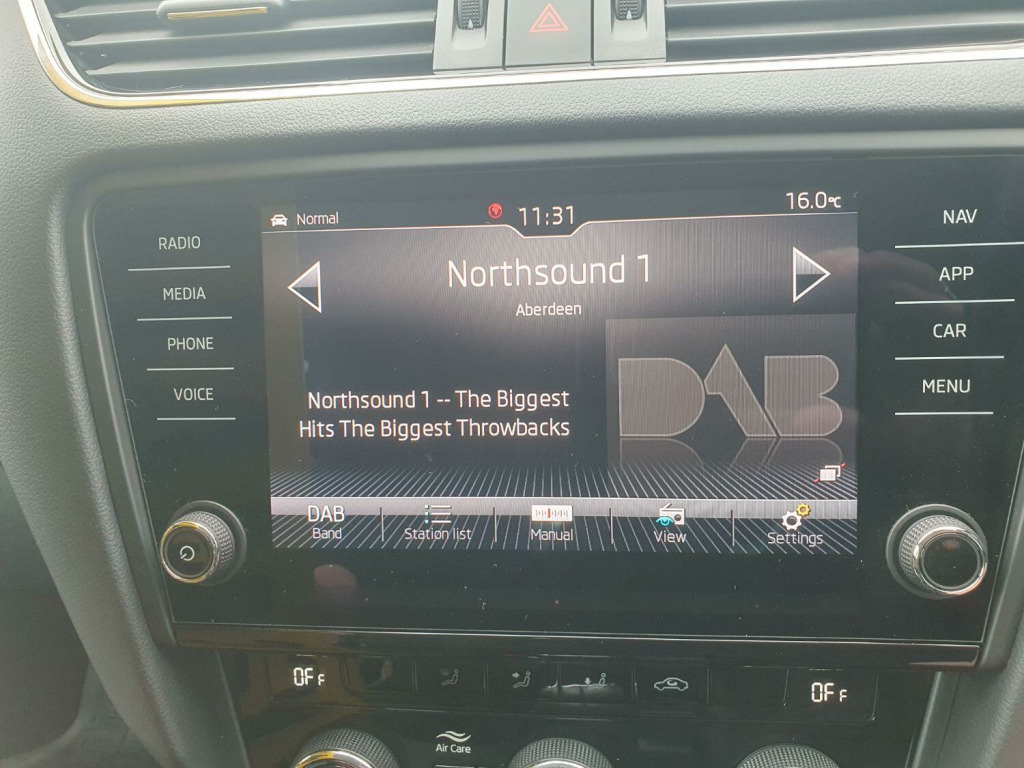 Normal
11:31
16.0°C
RADIO
MEDIA
PHONE
VOICE
NAV
APP
CAR
MENU
Northsound 1
Aberdeen
Northsound 1 -- The Biggest
Hits The Biggest Throwbacks
DAB
DAB
Band
Station list
Manual
View
Settings
OFF
OFF
Air Care